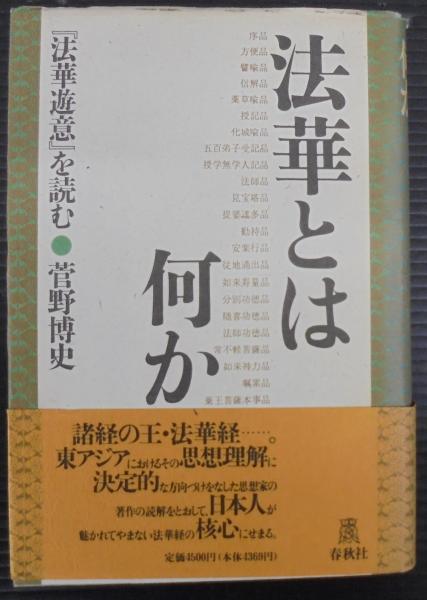 法華とは
何か
『法華遊意』を読む●菅野博史
序品
方便品
譬喩品
信解品
薬草喩品
授記品
化城喩品
五百弟子受記品
授学無学人記品
法師品
見宝塔品
提婆達多品
勧持品
安楽行品
従地涌出品
如来寿量品
分別功徳品
随喜功徳品
法師功徳品
常不軽菩薩品
如来神力品
嘱累品
薬王菩薩本事品
諸経の王・法華経……。
東アジアにおけるその思想理解に
決定的な方向づけをなした思想家の
著作の読解をとおして、日本人が
魅かれてやまない法華経の核心にせまる。
定価4500円(本体4369円)
春秋社